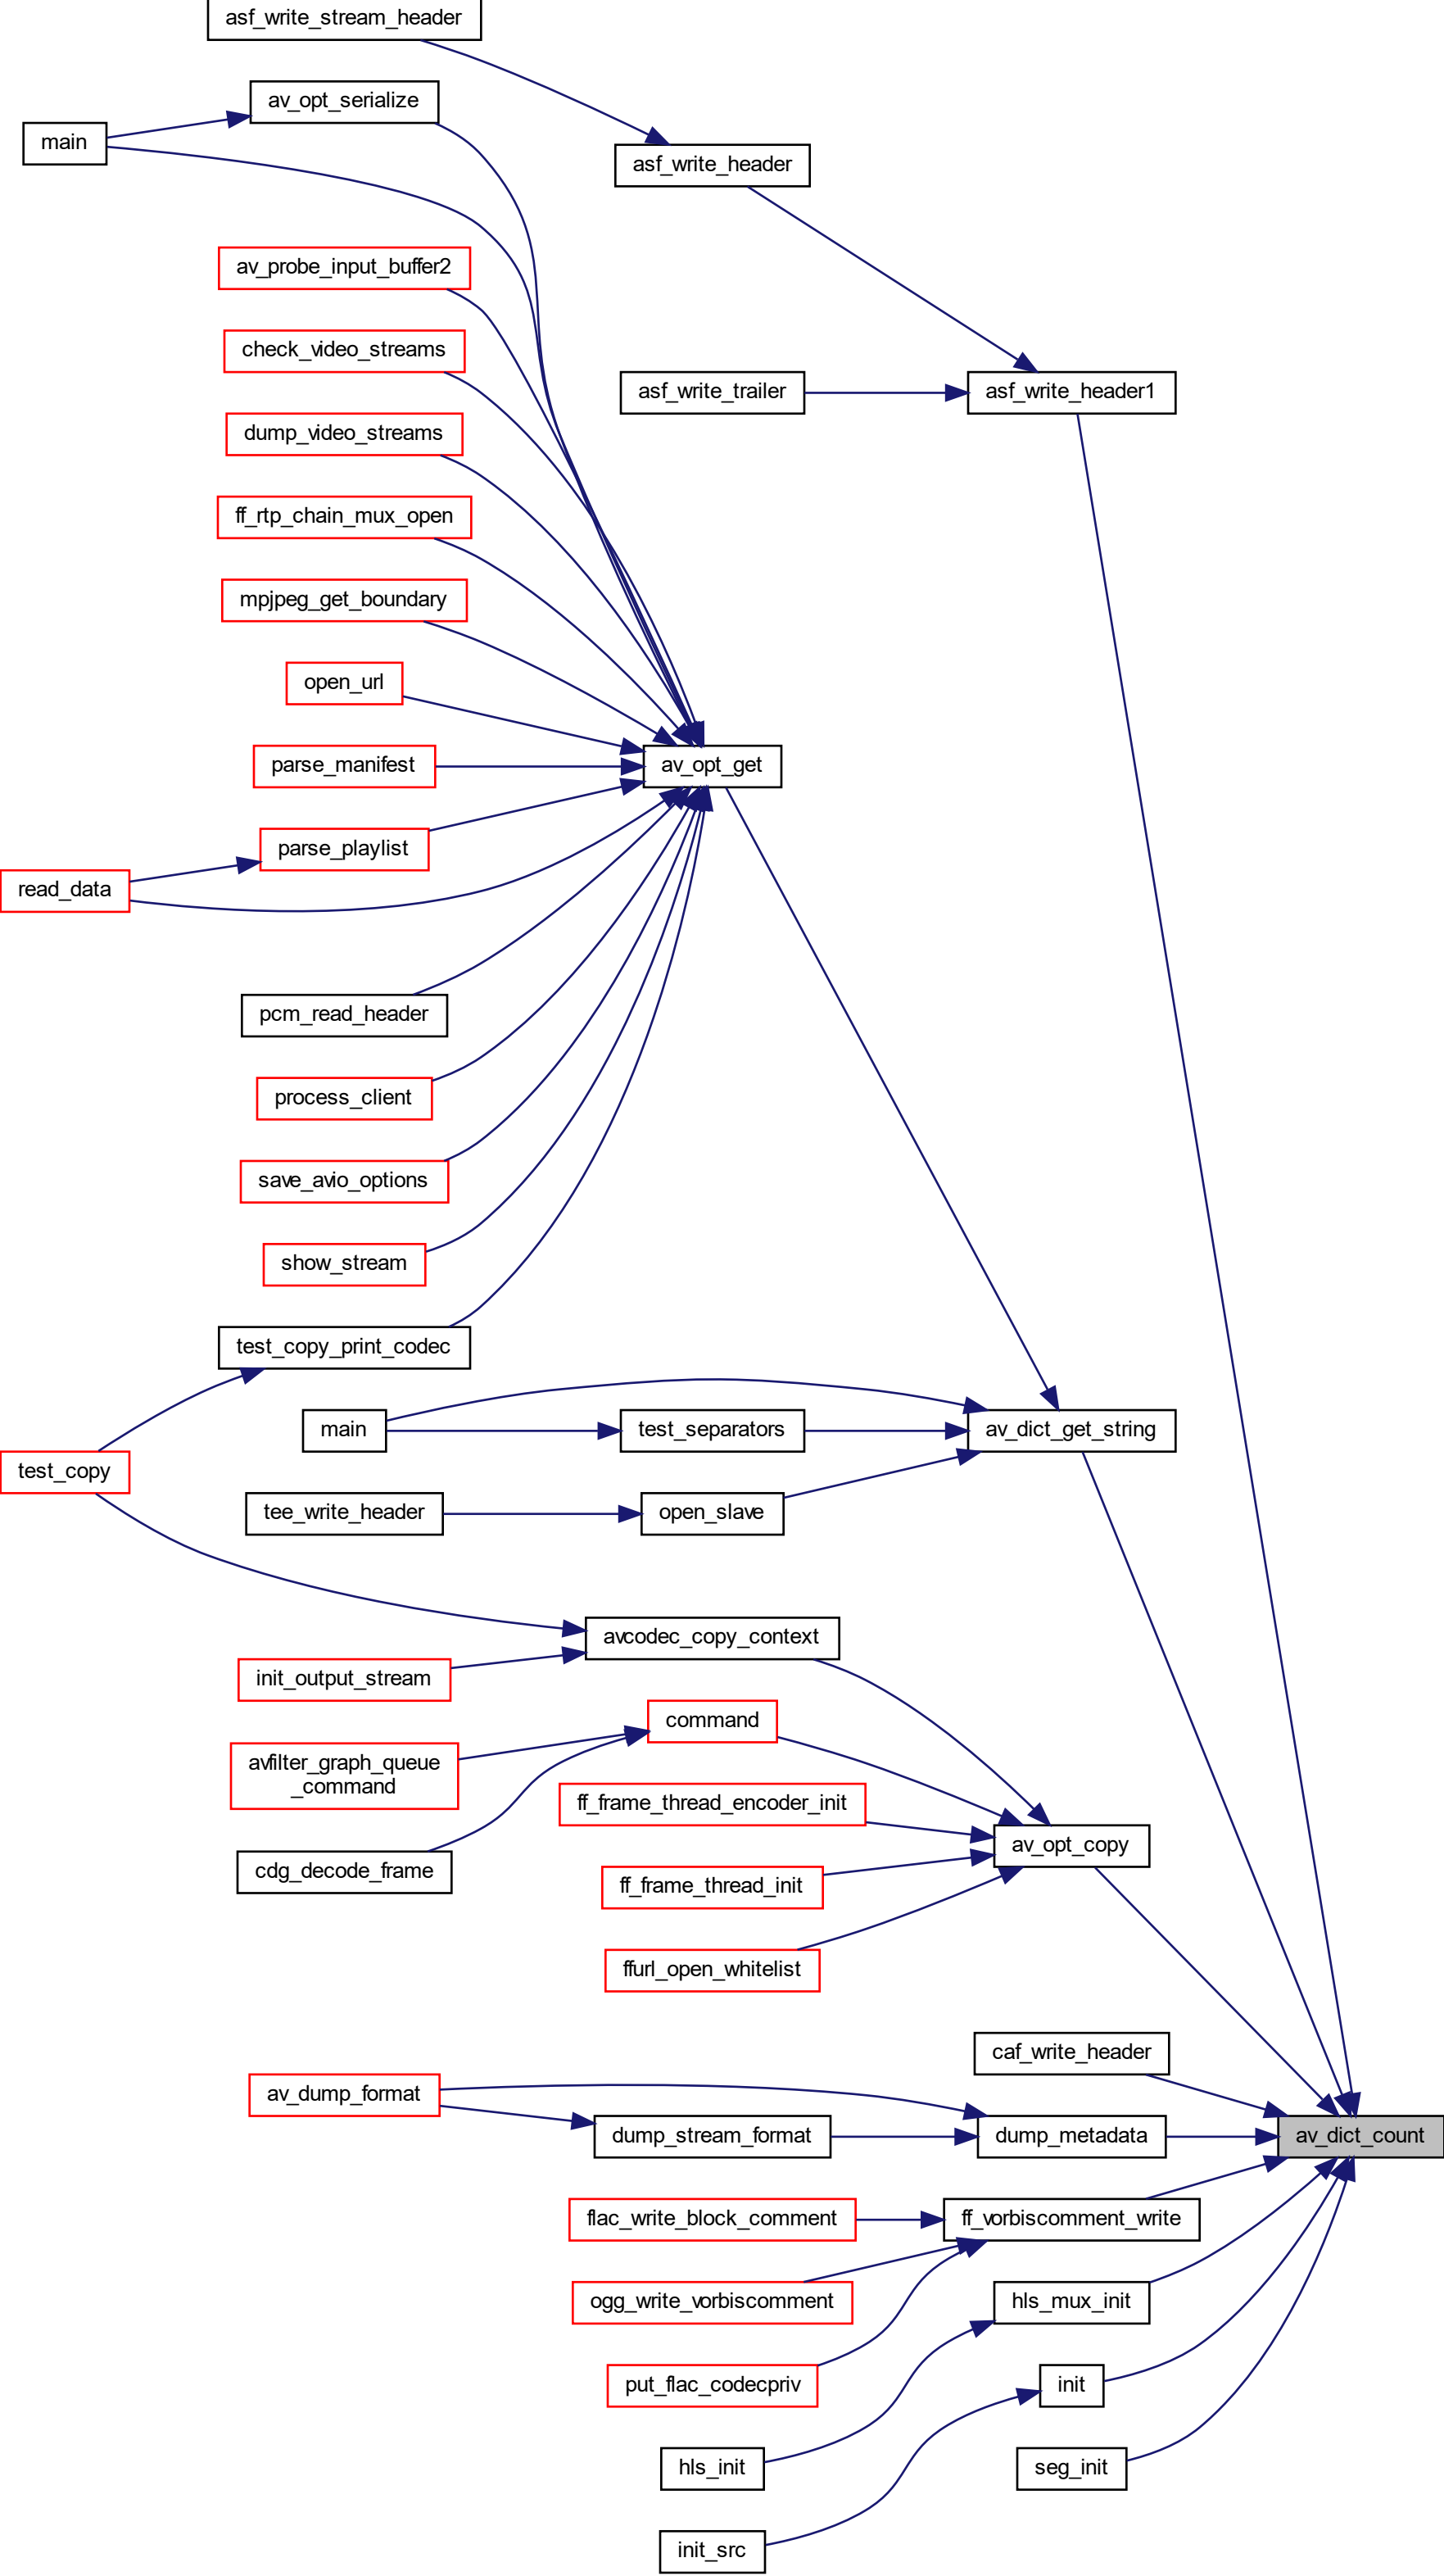 asf_write_stream_header
av_opt_serialize
main
asf_write_header
av_probe_input_buffer2
check_video_streams
asf_write_trailer
asf_write_header1
dump_video_streams
ff_rtp_chain_mux_open
mpjpeg_get_boundary
open_url
parse_manifest
av_opt_get
parse_playlist
read_data
pcm_read_header
process_client
save_avio_options
show_stream
test_copy_print_codec
main
test_separators
av_dict_get_string
test_copy
tee_write_header
open_slave
avcodec_copy_context
init_output_stream
command
avfilter_graph_queue
_command
ff_frame_thread_encoder_init
av_opt_copy
cdg_decode_frame
ff_frame_thread_init
ffurl_open_whitelist
caf_write_header
av_dump_format
dump_stream_format
dump_metadata
av_dict_count
flac_write_block_comment
ff_vorbiscomment_write
ogg_write_vorbiscomment
hls_mux_init
put_flac_codecpriv
init
hls_init
seg_init
init_src